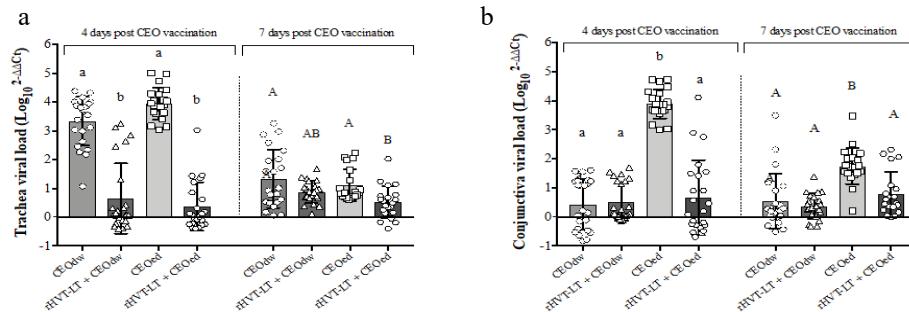 a
4 days post CEO vaccination
7 days post CEO vaccination
Trachea viral load (Log10 2-ΔΔCt)
6
5
4
3
2
1
0
-1
a
b
a
b
A
AB
A
B
CEOdw
rHVT-LT + CEOdw
CEOed
rHVT-LT + CEOed
CEOdw
rHVT-LT + CEOdw
CEOed
rHVT-LT + CEOed
b
4 days post CEO vaccination
7 days post CEO vaccination
Conjunctiva viral load (Log10 2-ΔΔCt)
6
5
4
3
2
1
0
-1
a
a
b
a
A
A
B
A
CEOdw
rHVT-LT + CEOdw
CEOed
rHVT-LT + CEOed
CEOdw
rHVT-LT + CEOdw
CEOed
rHVT-LT + CEOed